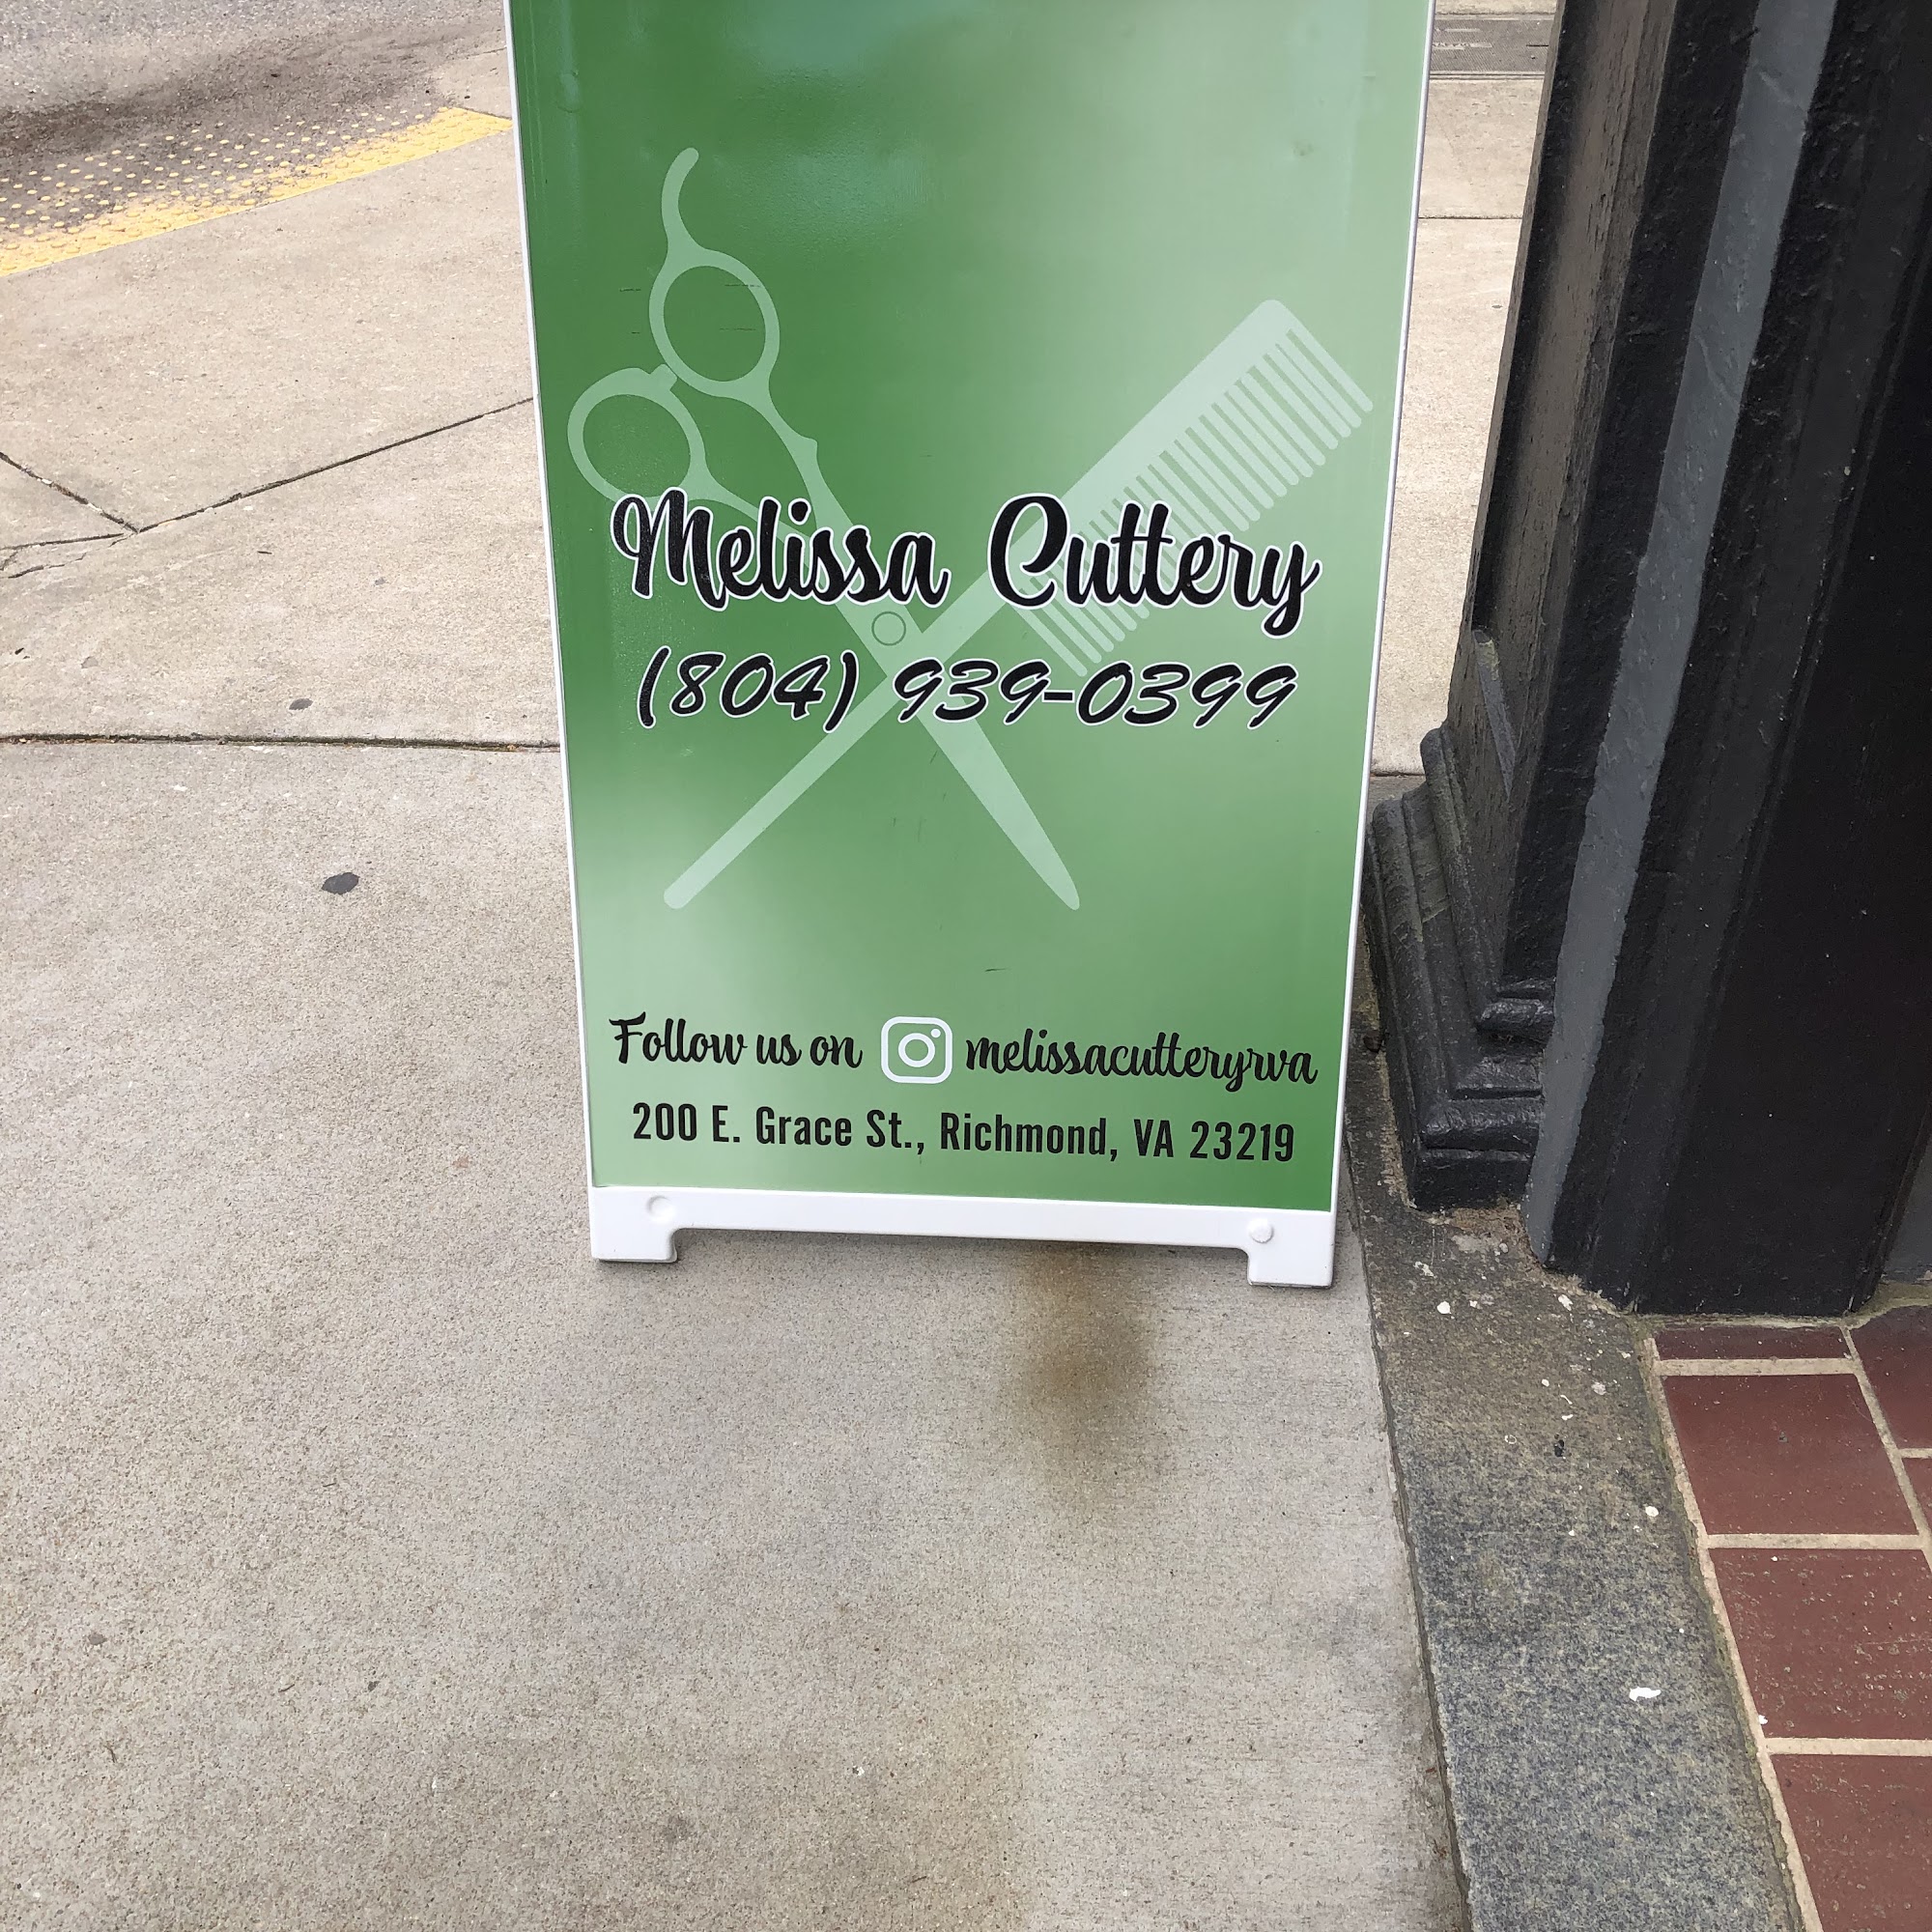 Melissa Cuttery
(804) 939-0399
Follow us on melissacutteryrva
200 E. Grace St., Richmond, VA 23219